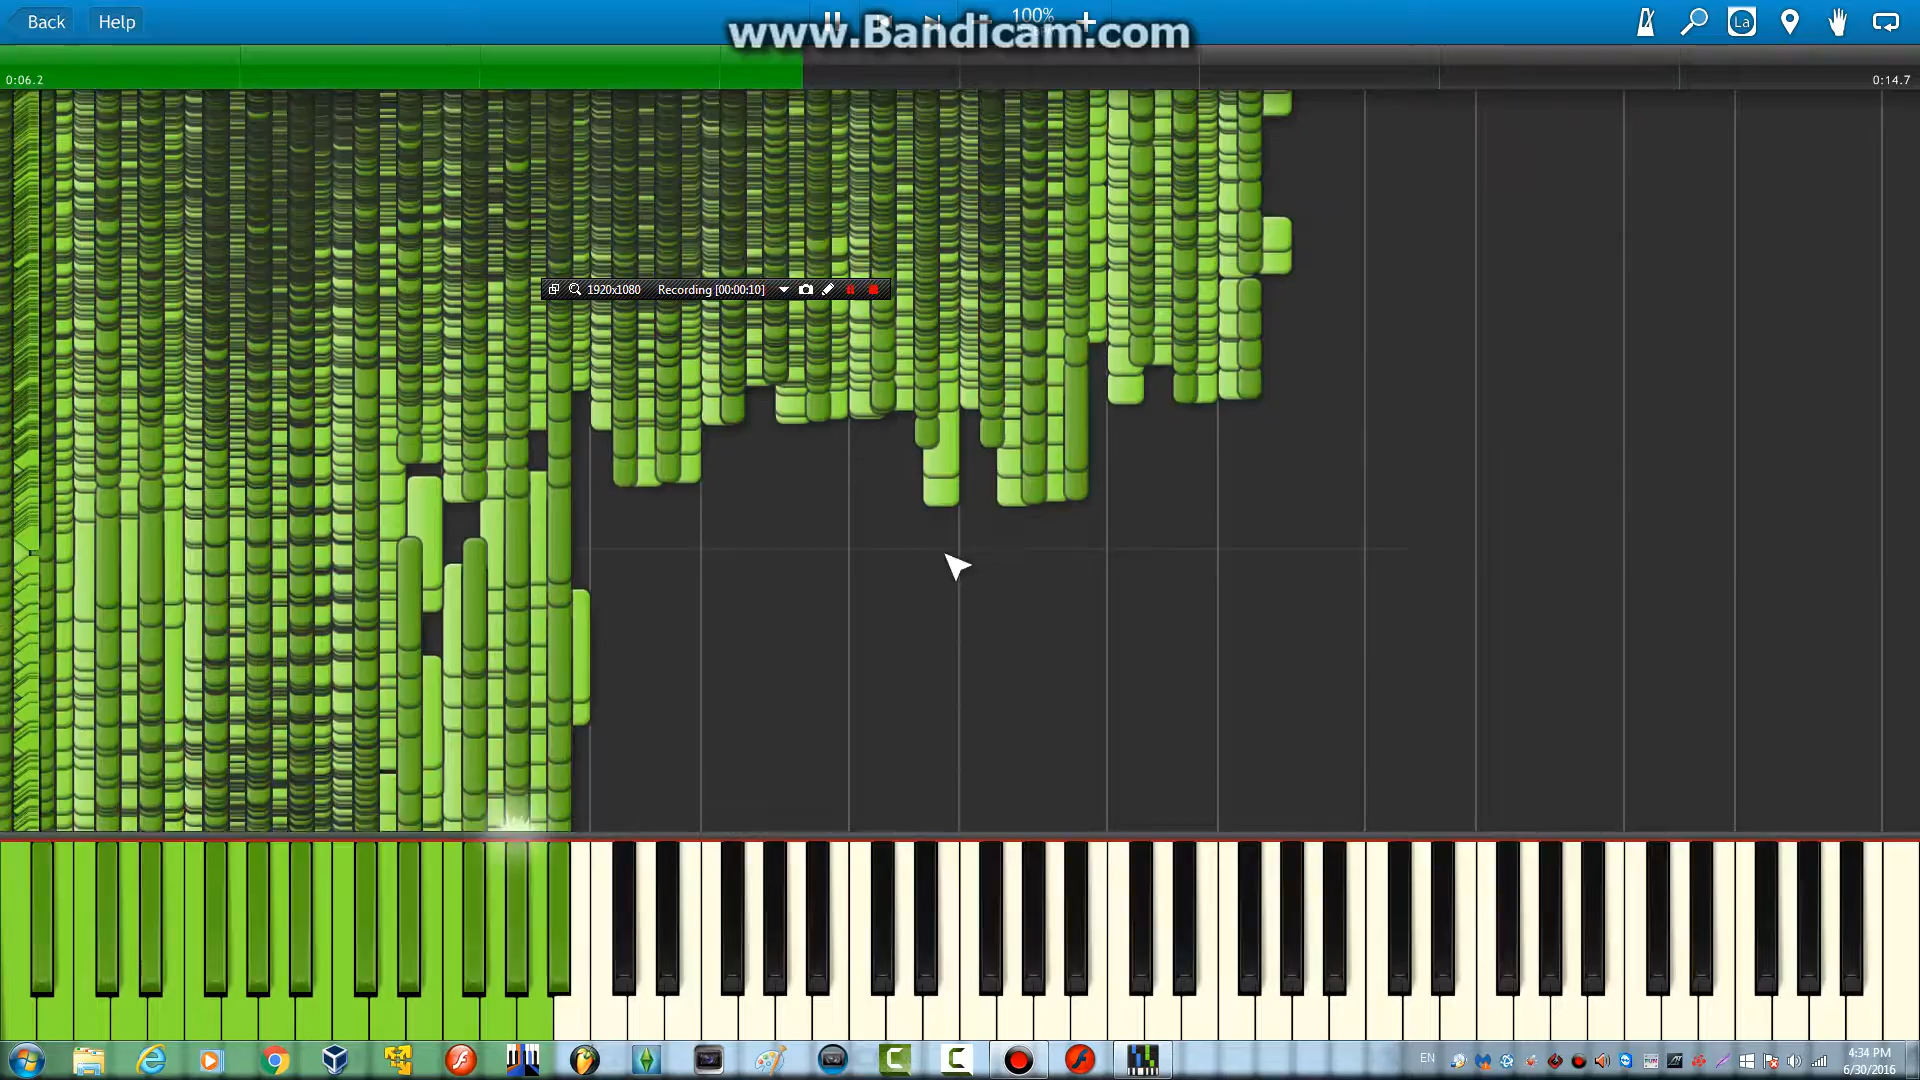 Back Help
100%
www.Bandicam.com
La
0:06.2
0:14.7
1920x1080 Recording [00:00:10]
EN
4:34 PM
6/30/2016